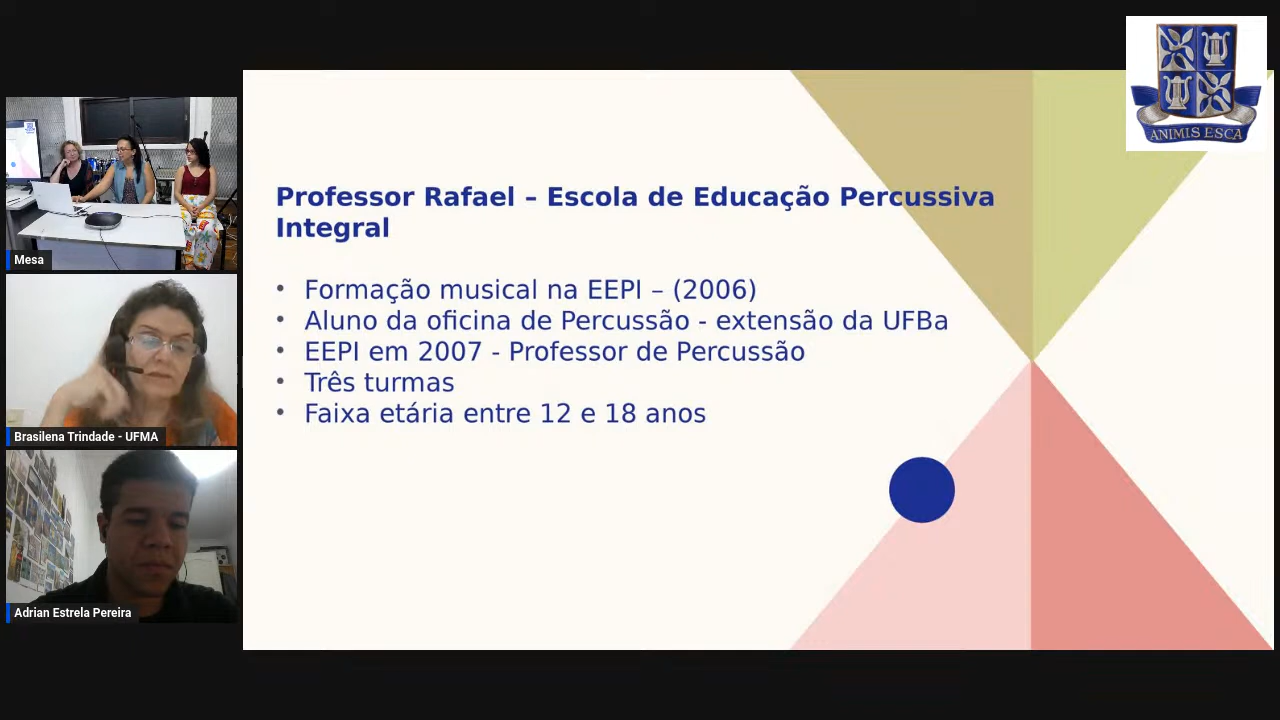 ANIMIS ESCA
Professor Rafael – Escola de Educação Percussiva
Integral
• Formação musical na EEPI – (2006)
• Aluno da oficina de Percussão - extensão da UFBa
• EEPI em 2007 - Professor de Percussão
• Três turmas
• Faixa etária entre 12 e 18 anos
Mesa
Brasilena Trindade - UFMA
Adrian Estrela Pereira